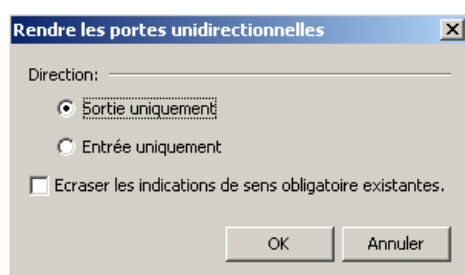 Rendre les portes unidirectionnelles
Direction:
Sortie uniquement
Entrée uniquement
Ecraser les indications de sens obligatoire existantes.
OK Annuler